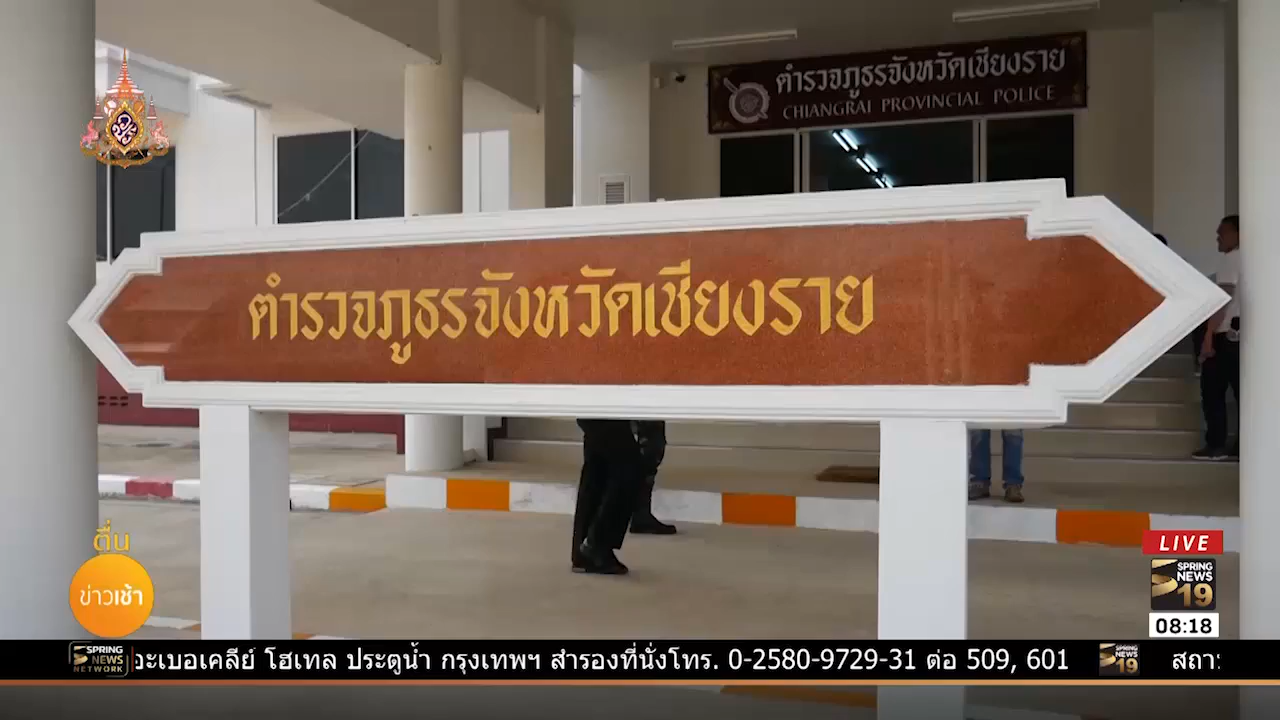 ตำรวจภูธรจังหวัดเชียงราย
CHIANGRAI PROVINCIAL POLICE
ตำรวจภูธรจังหวัดเชียงราย
ตื่น
ข่าวเช้า
LIVE
SPRING
NEWS
19
08:18
SPRING
NEWS
NETWORK
อะเบอเคลีย์ โฮเทล ประตูน้ำ กรุงเทพฯ สำรองที่นั่งโทร. 0-2580-9729-31 ต่อ 509, 601
SPRING
NEWS
19